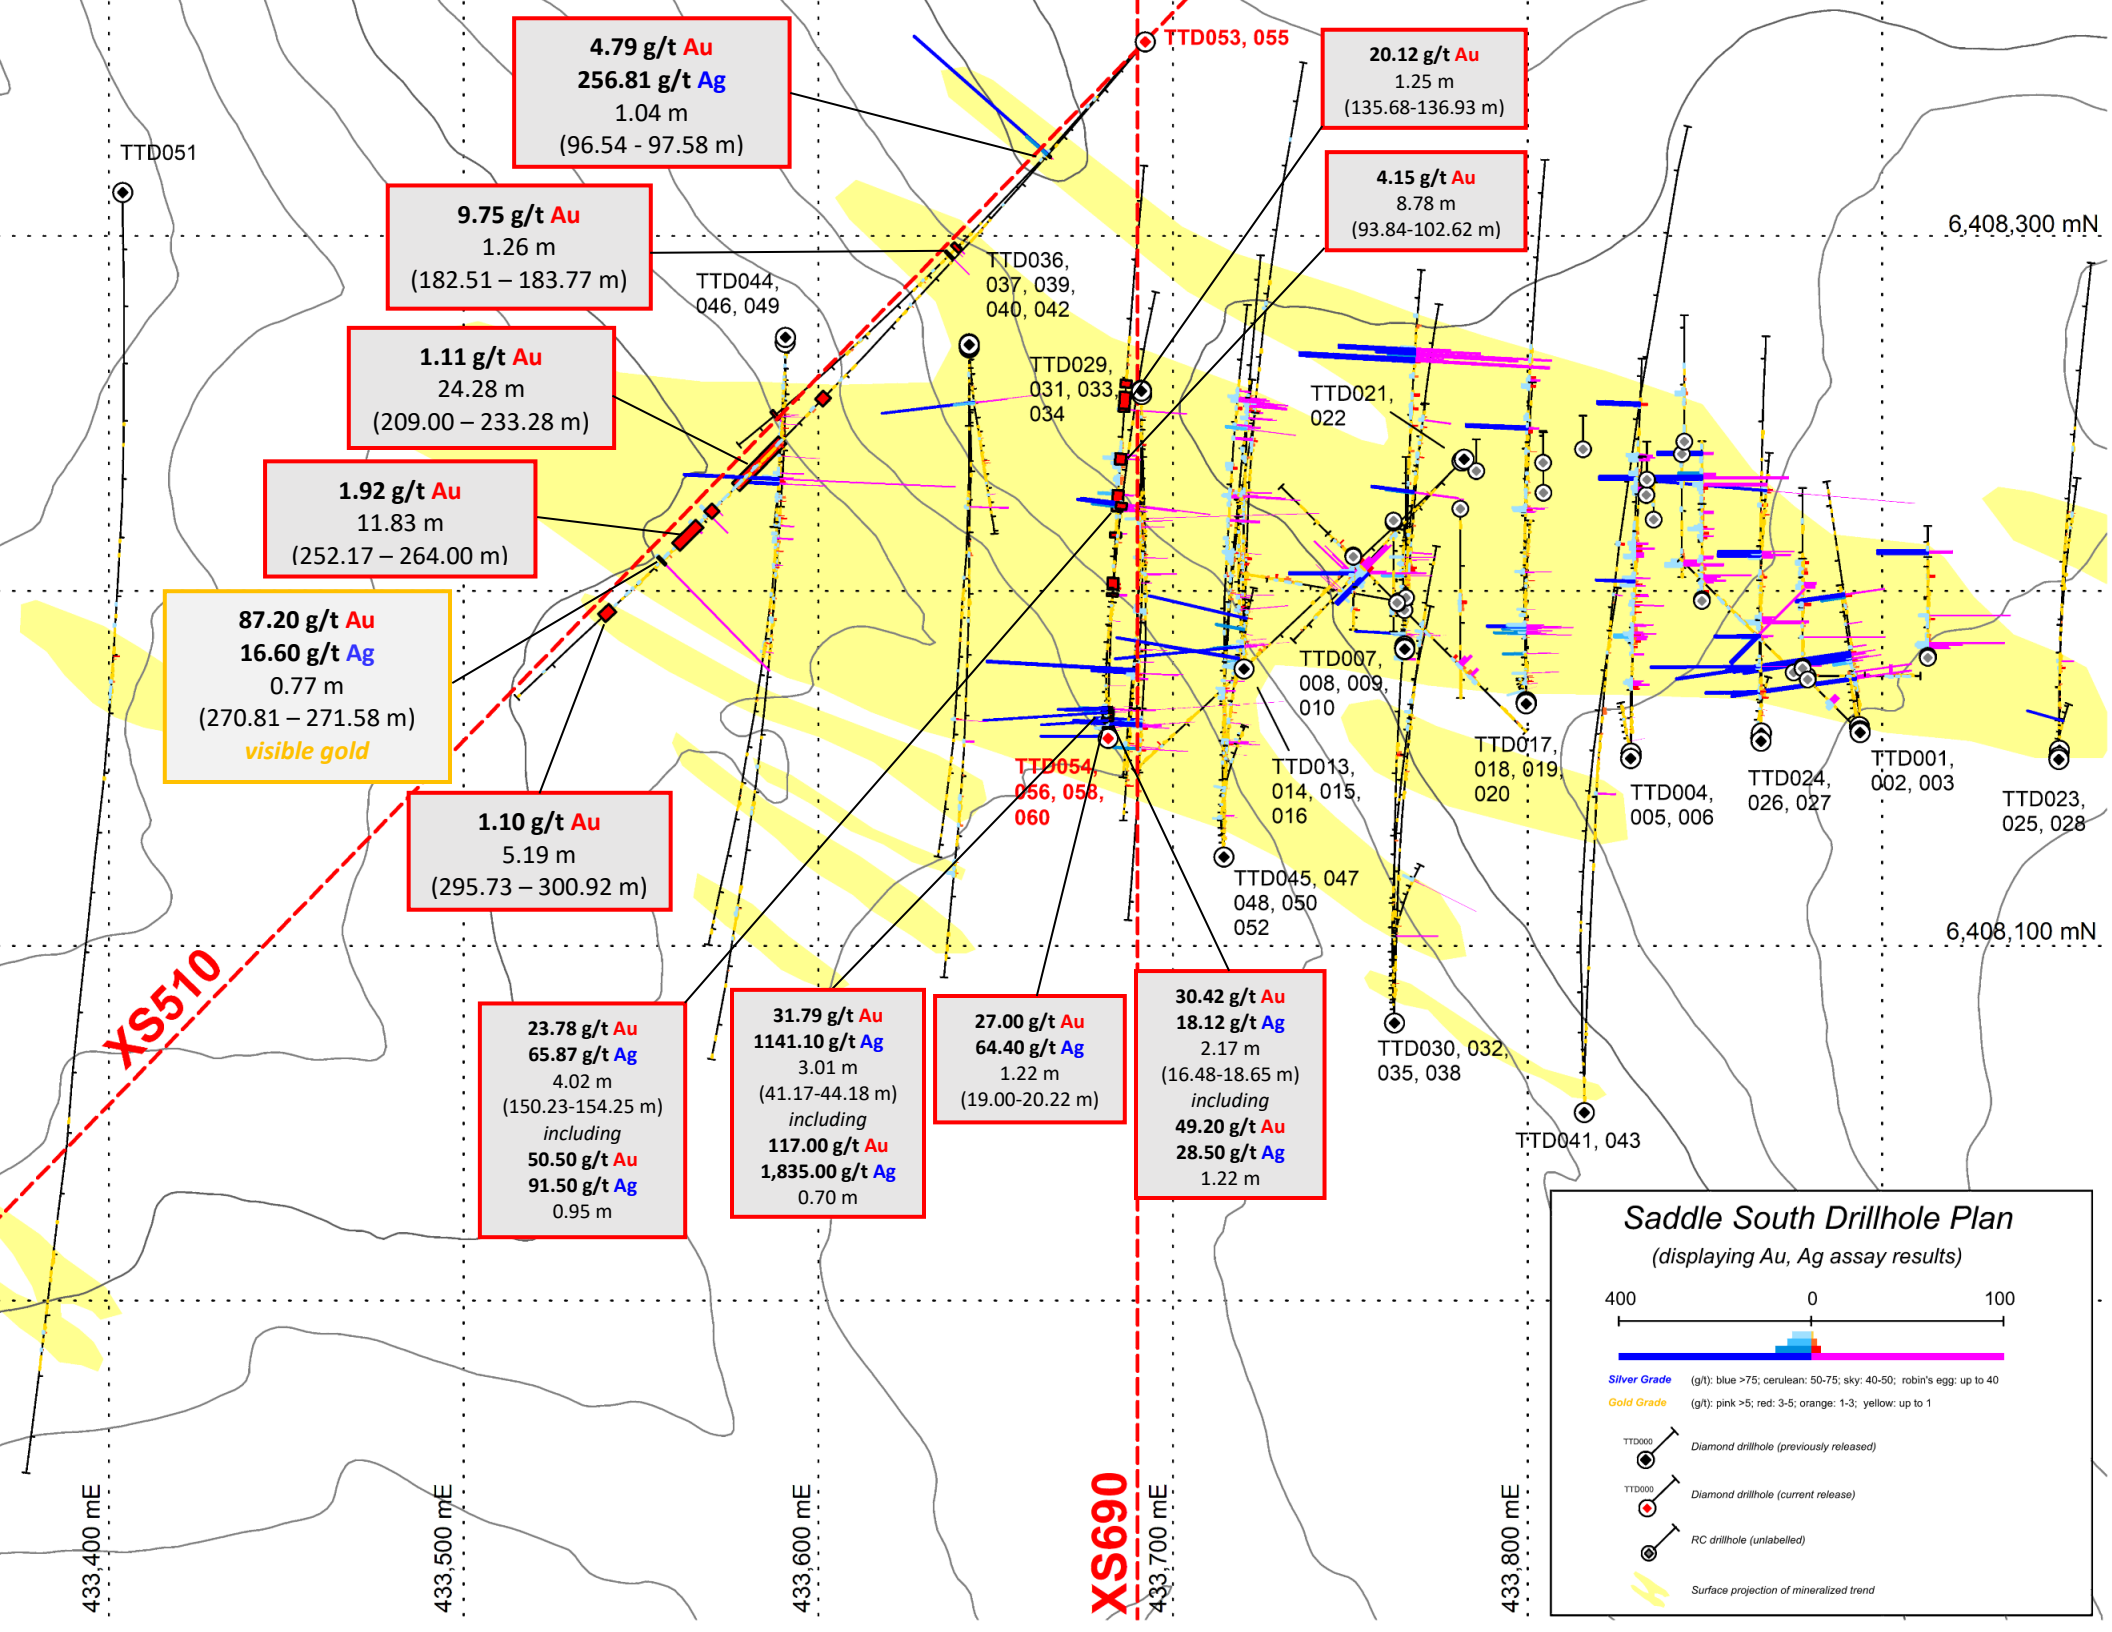 4.79 g/t Au
256.81 g/t Ag
1.04 m
(96.54 - 97.58 m)
TTD053, 055
20.12 g/t Au
1.25 m
(135.68-136.93 m)
TTD051
4.15 g/t Au
8.78 m
(93.84-102.62 m)
9.75 g/t Au
1.26 m
(182.51 – 183.77 m)
6,408,300 mN
TTD044,
046, 049
TTD036,
037, 039,
040, 042
1.11 g/t Au
24.28 m
(209.00 – 233.28 m)
TTD029,
031, 033,
034
TTD021,
022
1.92 g/t Au
11.83 m
(252.17 – 264.00 m)
87.20 g/t Au
16.60 g/t Ag
0.77 m
(270.81 – 271.58 m)
visible gold
TTD007,
008, 009,
010
TTD054,
056, 058,
060
TTD013,
014, 015,
016
TTD017,
018, 019,
020
TTD004,
005, 006
TTD024,
026, 027
TTD001,
002, 003
TTD023,
025, 028
1.10 g/t Au
5.19 m
(295.73 – 300.92 m)
TTD045, 047
048, 050
052
6,408,100 mN
XS510
23.78 g/t Au
65.87 g/t Ag
4.02 m
(150.23-154.25 m)
including
50.50 g/t Au
91.50 g/t Ag
0.95 m
31.79 g/t Au
1141.10 g/t Ag
3.01 m
(41.17-44.18 m)
including
117.00 g/t Au
1,835.00 g/t Ag
0.70 m
27.00 g/t Au
64.40 g/t Ag
1.22 m
(19.00-20.22 m)
30.42 g/t Au
18.12 g/t Ag
2.17 m
(16.48-18.65 m)
including
49.20 g/t Au
28.50 g/t Ag
1.22 m
TTD030, 032,
035, 038
TTD041, 043
Saddle South Drillhole Plan
(displaying Au, Ag assay results)
400 0 100
Silver Grade (g/t): blue >75; cerulean: 50-75; sky: 40-50; robin's egg: up to 40
Gold Grade (g/t): pink >5; red: 3-5; orange: 1-3; yellow: up to 1
TTD000
Diamond drillhole (previously released)
TTD000
Diamond drillhole (current release)
RC drillhole (unlabelled)
Surface projection of mineralized trend
433,400 mE
433,500 mE
433,600 mE
XS690
433,700 mE
433,800 mE